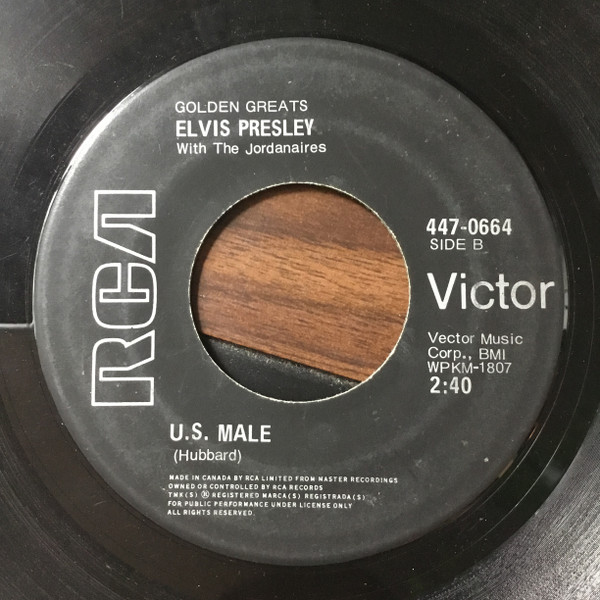 GOLDEN GREATS
ELVIS PRESLEY
With The Jordanaires
RCA
447-0664
SIDE B
Victor
Vector Music
Corp., BMI
WPKM-1807
2:40
U.S. MALE
(Hubbard)
MADE IN CANADA BY RCA LIMITED FROM MASTER RECORDINGS
OWNED OR CONTROLLED BY RCA RECORDS
TMK(S) ® REGISTERED MARCA(S) REGISTRADA(S)
FOR PUBLIC PERFORMANCE UNDER LICENSE ONLY
ALL RIGHTS RESERVED.